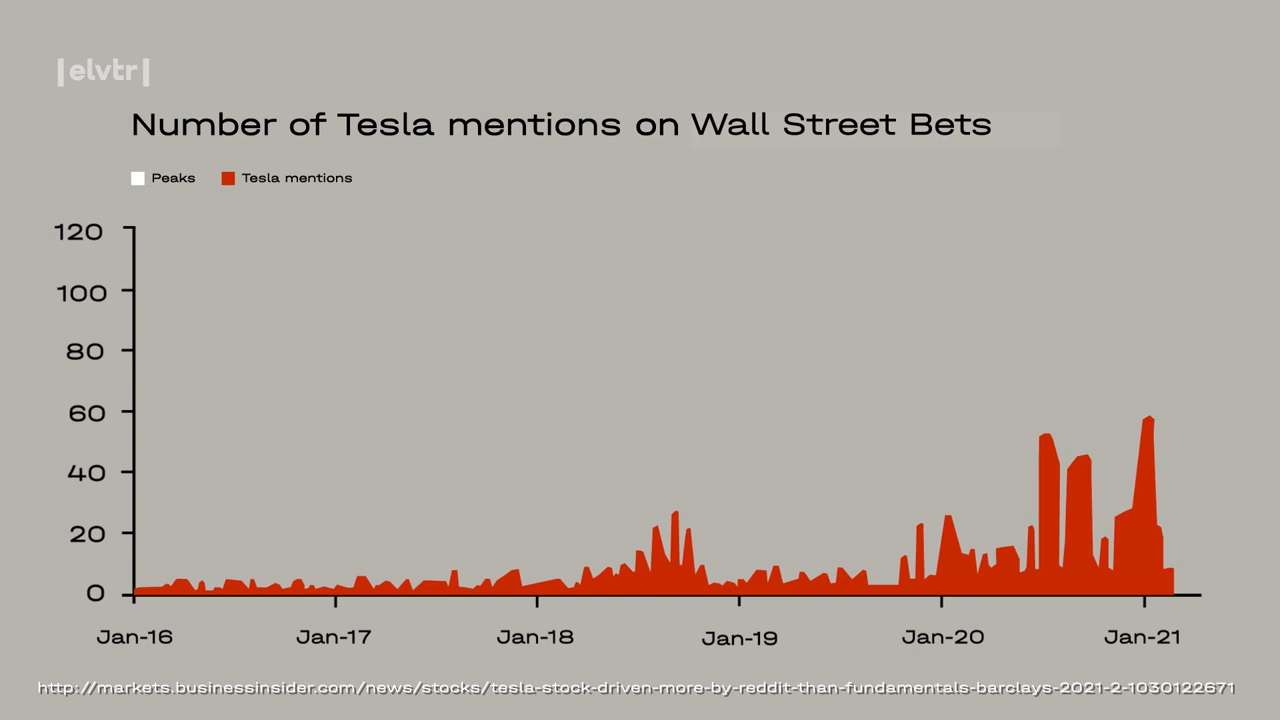 |elvtr|
Number of Tesla mentions on Wall Street Bets
Peaks Tesla mentions
120
100
80
60
40
20
0
Jan-16 Jan-17 Jan-18 Jan-19 Jan-20 Jan-21
http://markets.businessinsider.com/news/stocks/tesla-stock-driven-more-by-reddit-than-fundamentals-barclays-2021-2-1030122671